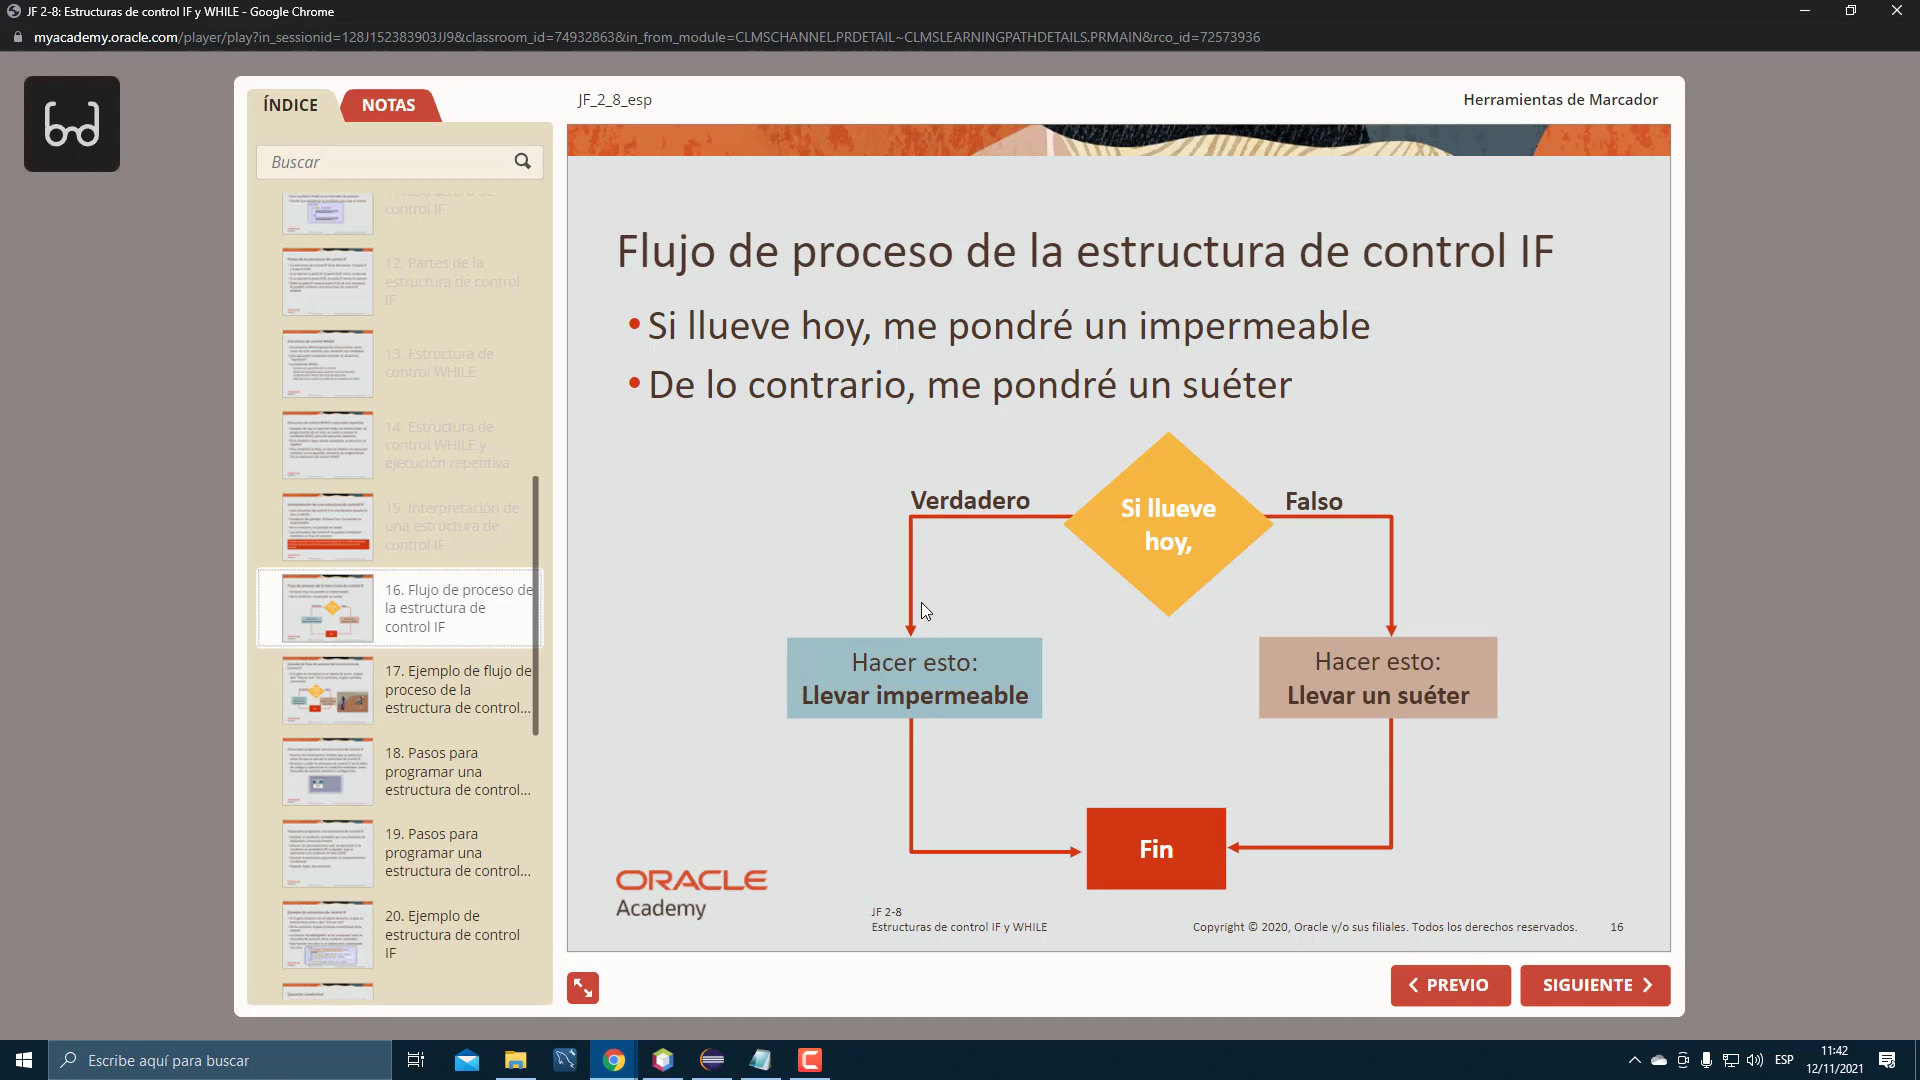 JF 2-8: Estructuras de control IF y WHILE - Google Chrome
myacademy.oracle.com/player/play?in_sessionid=128J152383903JJ9&classroom_id=74932863&in_from_module=CLMSCHANNEL.PRDETAIL~CLMSLEARNINGPATHDETAILS.PRMAIN&rco_id=72573936
ÍNDICE
NOTAS
JF_2_8_esp
Herramientas de Marcador
Buscar
control IF
12. Partes de la
estructura de control
IF
13. Estructura de
control WHILE
14. Estructura de
control WHILE y
ejecución repetitiva
15. Interpretación de
una estructura de
control IF
16. Flujo de proceso de
la estructura de
control IF
17. Ejemplo de flujo de
proceso de la
estructura de control...
18. Pasos para
programar una
estructura de control...
19. Pasos para
programar una
estructura de control...
20. Ejemplo de
estructura de control
IF
Flujo de proceso de la estructura de control IF
• Si llueve hoy, me pondré un impermeable
• De lo contrario, me pondré un suéter
Verdadero
Si llueve
hoy,
Falso
Hacer esto:
Llevar impermeable
Hacer esto:
Llevar un suéter
Fin
ORACLE
Academy
JF 2-8
Estructuras de control IF y WHILE
Copyright © 2020, Oracle y/o sus filiales. Todos los derechos reservados.
16
PREVIO
SIGUIENTE
Escribe aquí para buscar
ESP
11:42
12/11/2021